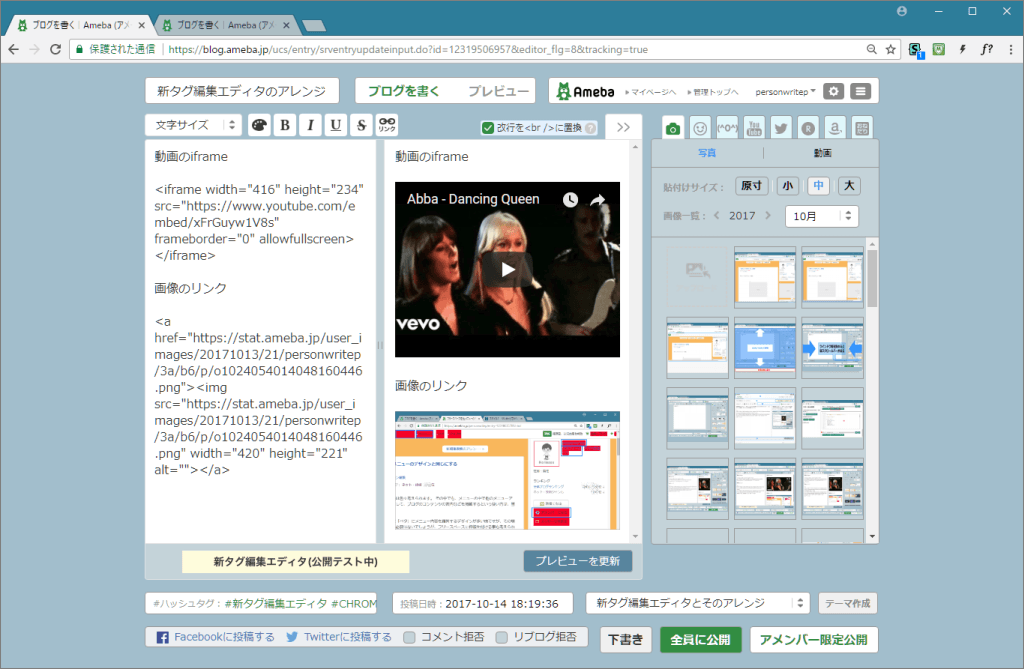 ブログを書く | Ameba (アメ
ブログを書く | Ameba (アメ
保護された通信
https://blog.ameba.jp/ucs/entry/srventryupdateinput.do?id=12319506957&editor_flg=8&tracking=true
新タグ編集エディタのアレンジ
ブログを書く
プレビュー
Ameba
マイページへ
管理トップへ
personwritep
文字サイズ
B I U S リンク
改行を<br />に置換
写真
動画
貼付けサイズ：
原寸 小 中 大
画像一覧：
2017
10月
動画のiframe
<iframe width="416" height="234"
src="https://www.youtube.com/e
mbed/xFrGuyw1V8s"
frameborder="0" allowfullscreen>
</iframe>
画像のリンク
<a
href="https://stat.ameba.jp/user_i
mages/20171013/21/personwritep
/3a/b6/p/o1024054014048160446
.png"><img
src="https://stat.ameba.jp/user_i
mages/20171013/21/personwritep
/3a/b6/p/o1024054014048160446
.png" width="420" height="221"
alt=""></a>
動画のiframe
Abba - Dancing Queen
vevo
画像のリンク
新タグ編集エディタ(公開テスト中)
プレビューを更新
#ハッシュタグ：
#新タグ編集エディタ #CHROM
投稿日時：
2017-10-14 18:19:36
新タグ編集エディタとそのアレンジ
テーマ作成
Facebookに投稿する
Twitterに投稿する
コメント拒否
リブログ拒否
下書き
全員に公開
アメンバー限定公開